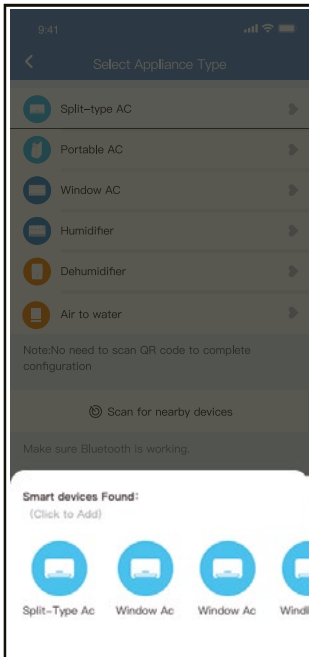 9:41
Select Appliance Type
Split-type AC
Portable AC
Window AC
Humidifier
Dehumidifier
Air to water
Note:No need to scan QR code to complete
configuration
Scan for nearby devices
Make sure Bluetooth is working.
Smart devices Found:
(Click to Add)
Split-Type Ac Window Ac Window Ac